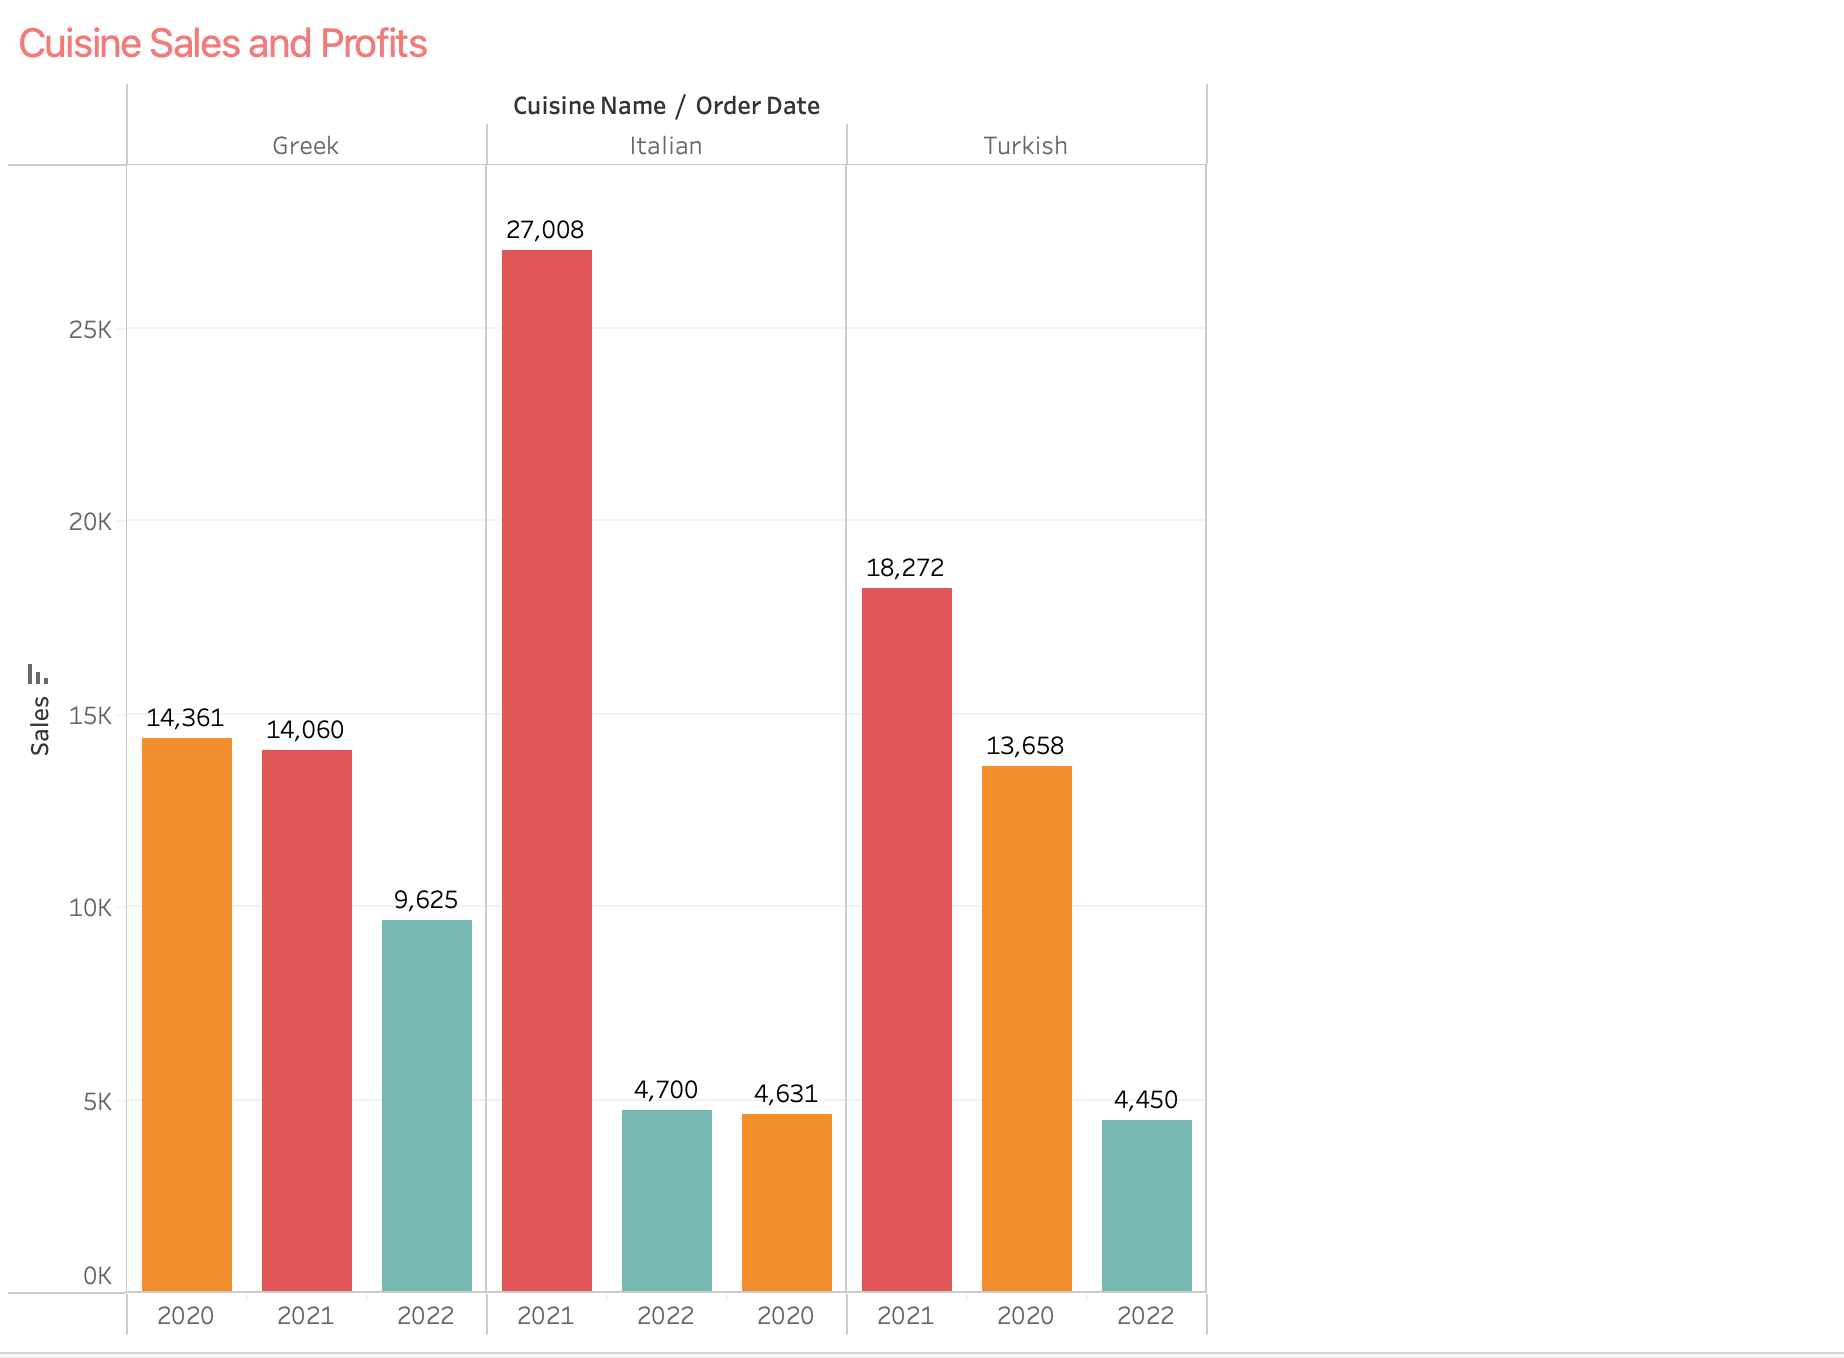 Cuisine Sales and Profits
Cuisine Name / Order Date
Greek Italian Turkish
27,008
25K
20K
18,272
15K
14,361 14,060 13,658
Sales
10K
9,625
5K
4,700 4,631 4,450
0K
2020 2021 2022 2021 2022 2020 2021 2020 2022